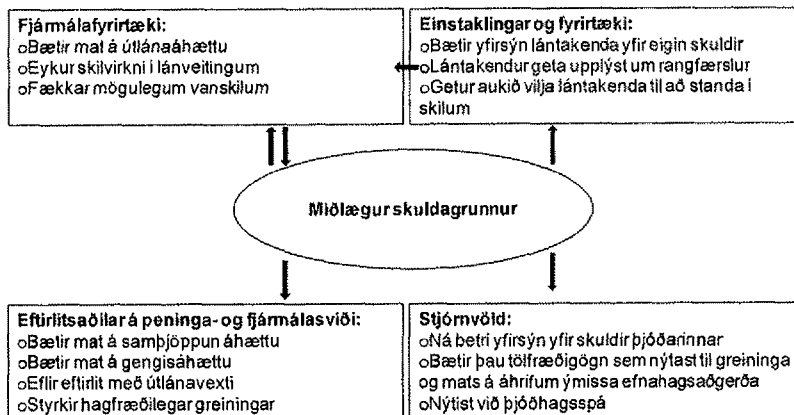 Fjármálafyrirtæki:
oBætir mat á útlánaáhættu
oEykur skilvirkni í lánveitingum
oFækkar mögulegum vanskilum
Einstaklingar og fyrirtæki:
oBætir yfirsýn lántakenda yfir eigin skuldir
oLántakendur geta upplýst um rangfærslur
oGetur aukið vilja lántakenda til að standa í
skilum
Miðlægur skuldagrunnur
Eftirlitsaðilar á peninga- og fjármálasviði:
oBætir mat á samþjöppun áhættu
oBætir mat á gengisáhættu
oEflir eftirlit með útlánavexti
oStyrkir hagfræðilegar greiningar
Stjórnvöld:
oNá betri yfirsýn yfir skuldir þjóðarinnar
oBætir þau tölfræðigögn sem nýtast til greininga
og mats á áhrifum ýmissa efnahagsaðgerða
oNýtist við þjóðhagsspá